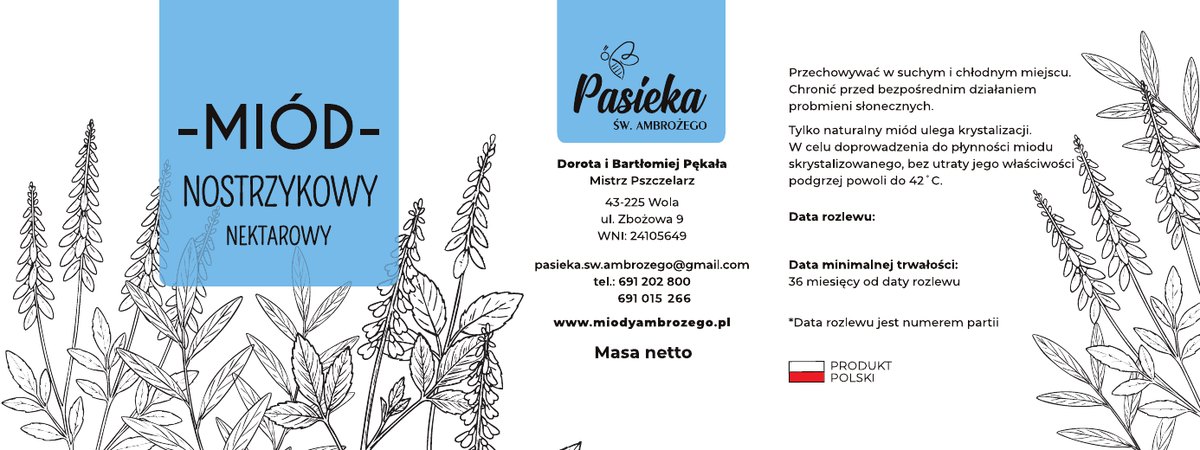 -MIÓD-
NOSTRZYKOWY
NEKTAROWY
Pasieka
ŚW. AMBROŻEGO
Dorota i Bartłomiej Pękała
Mistrz Pszczelarz
43-225 Wola
ul. Zbożowa 9
WNI: 24105649
pasieka.sw.ambrozego@gmail.com
tel.: 691 202 800
691 015 266
www.miodyambrozego.pl
Masa netto
Przechowywać w suchym i chłodnym miejscu.
Chronić przed bezpośrednim działaniem
probmieni słonecznych.
Tylko naturalny miód ulega krystalizacji.
W celu doprowadzenia do płynności miodu
skrystalizowanego, bez utraty jego właściwości
podgrzej powoli do 42˚C.
Data rozlewu:
Data minimalnej trwałości:
36 miesięcy od daty rozlewu
*Data rozlewu jest numerem partii
PRODUKT
POLSKI